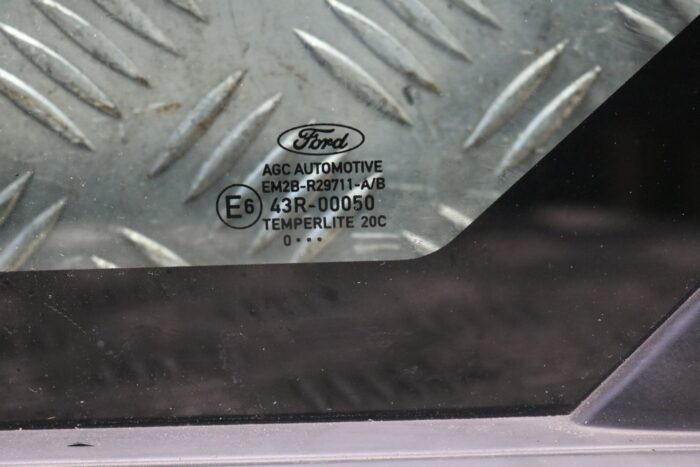 Ford
AGC AUTOMOTIVE
EM2B-R29711-A/B
E6 43R-00050
TEMPERLITE 20C
0•••